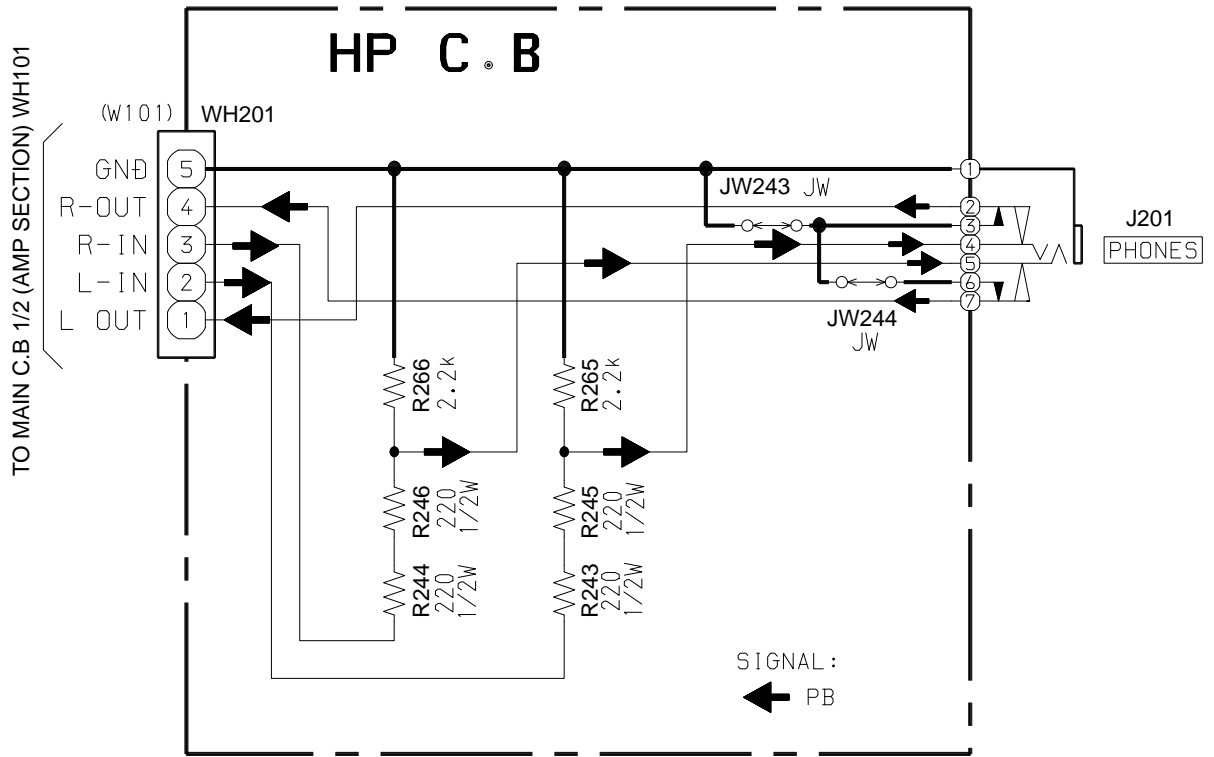 HP C.B
TO MAIN C.B 1/2 (AMP SECTION) WH101
(W101) WH201
GND 5
R-OUT 4
R-IN 3
L-IN 2
L OUT 1
JW243 JW
JW244
JW
1
2
3
4
5
6
7
J201
PHONES
R266
2.2k
R265
2.2k
R246
220
1/2W
R245
220
1/2W
R244
220
1/2W
R243
220
1/2W
SIGNAL:
PB